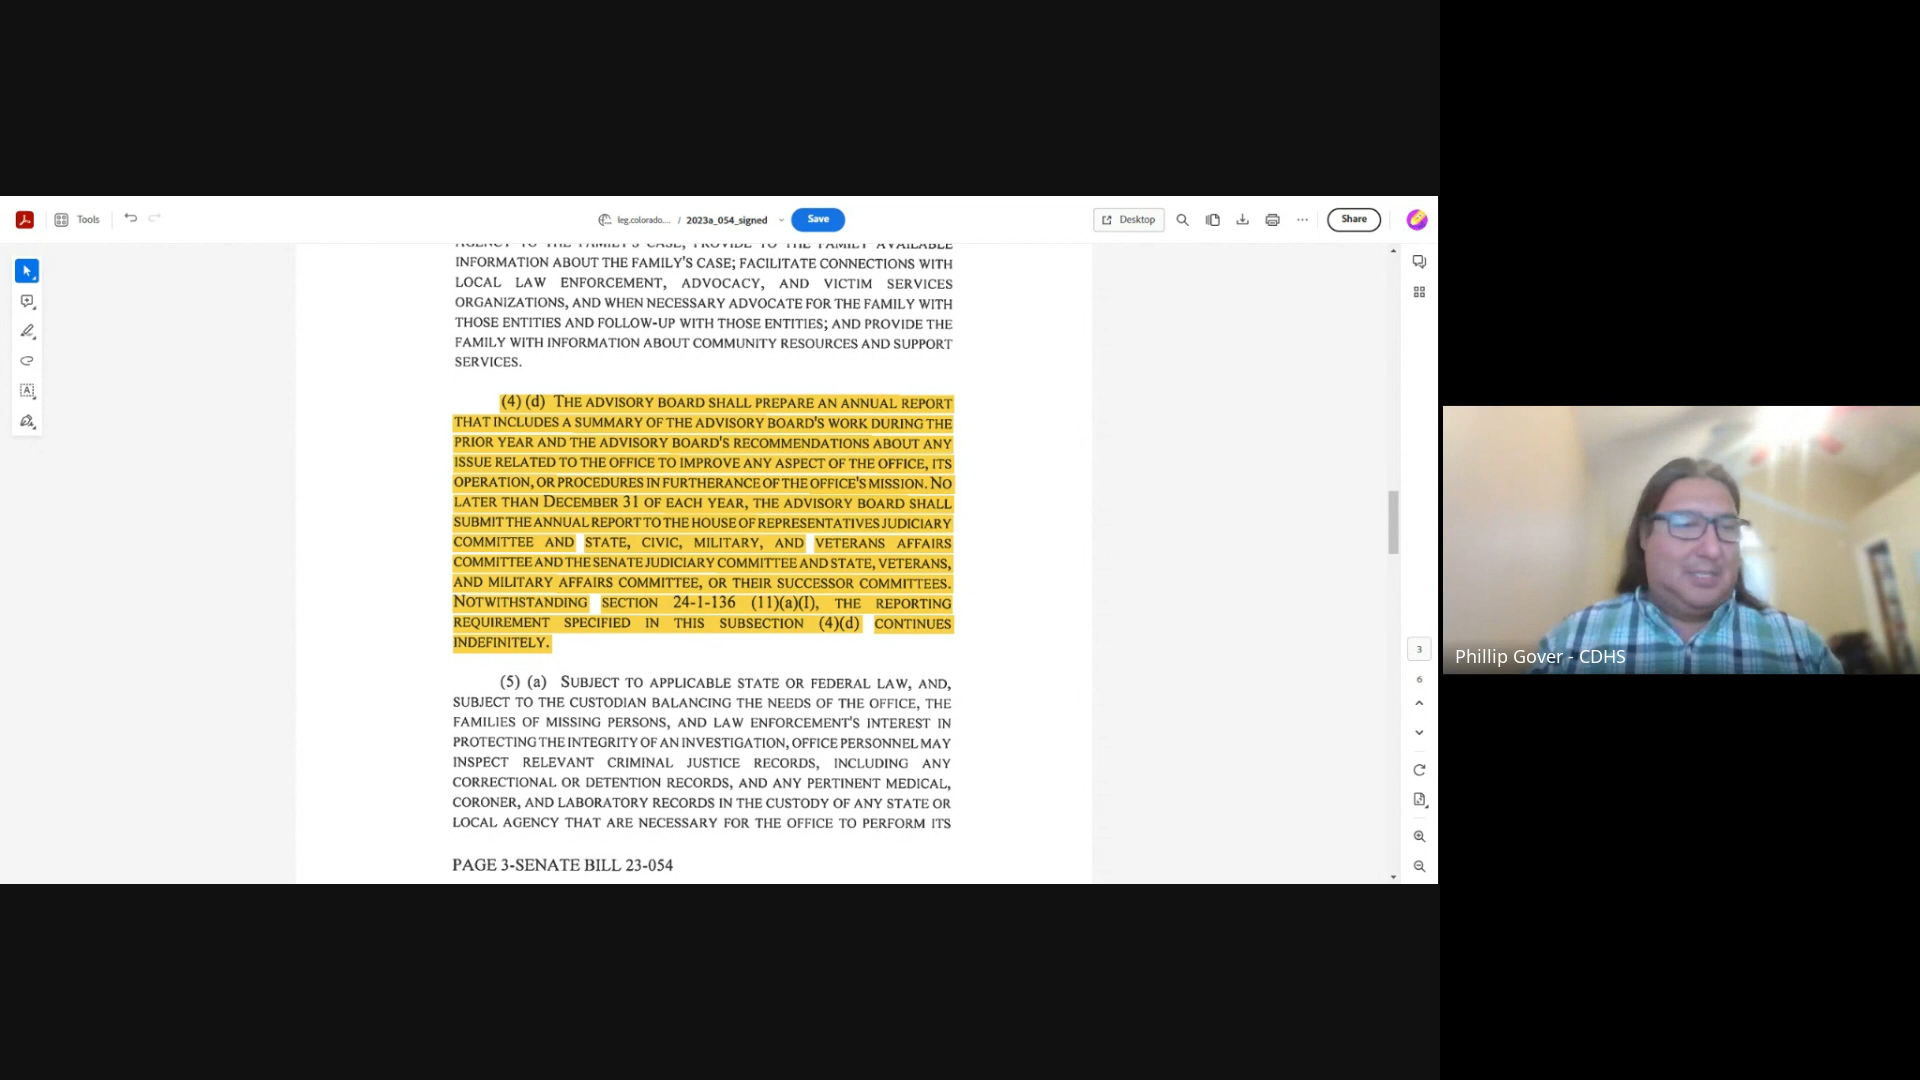 Tools
leg.colorado.... / 2023a_054_signed
Save
Desktop
Share
AGENCY TO THE FAMILY'S CASE; PROVIDE TO THE FAMILY AVAILABLE
INFORMATION ABOUT THE FAMILY'S CASE; FACILITATE CONNECTIONS WITH
LOCAL LAW ENFORCEMENT, ADVOCACY, AND VICTIM SERVICES
ORGANIZATIONS, AND WHEN NECESSARY ADVOCATE FOR THE FAMILY WITH
THOSE ENTITIES AND FOLLOW-UP WITH THOSE ENTITIES; AND PROVIDE THE
FAMILY WITH INFORMATION ABOUT COMMUNITY RESOURCES AND SUPPORT
SERVICES.
(4) (d) THE ADVISORY BOARD SHALL PREPARE AN ANNUAL REPORT
THAT INCLUDES A SUMMARY OF THE ADVISORY BOARD'S WORK DURING THE
PRIOR YEAR AND THE ADVISORY BOARD'S RECOMMENDATIONS ABOUT ANY
ISSUE RELATED TO THE OFFICE TO IMPROVE ANY ASPECT OF THE OFFICE, ITS
OPERATION, OR PROCEDURES IN FURTHERANCE OF THE OFFICE'S MISSION. NO
LATER THAN DECEMBER 31 OF EACH YEAR, THE ADVISORY BOARD SHALL
SUBMIT THE ANNUAL REPORT TO THE HOUSE OF REPRESENTATIVES JUDICIARY
COMMITTEE AND STATE, CIVIC, MILITARY, AND VETERANS AFFAIRS
COMMITTEE AND THE SENATE JUDICIARY COMMITTEE AND STATE, VETERANS,
AND MILITARY AFFAIRS COMMITTEE, OR THEIR SUCCESSOR COMMITTEES.
NOTWITHSTANDING SECTION 24-1-136 (11)(a)(I), THE REPORTING
REQUIREMENT SPECIFIED IN THIS SUBSECTION (4)(d) CONTINUES
INDEFINITELY.
(5) (a) SUBJECT TO APPLICABLE STATE OR FEDERAL LAW, AND,
SUBJECT TO THE CUSTODIAN BALANCING THE NEEDS OF THE OFFICE, THE
FAMILIES OF MISSING PERSONS, AND LAW ENFORCEMENT'S INTEREST IN
PROTECTING THE INTEGRITY OF AN INVESTIGATION, OFFICE PERSONNEL MAY
INSPECT RELEVANT CRIMINAL JUSTICE RECORDS, INCLUDING ANY
CORRECTIONAL OR DETENTION RECORDS, AND ANY PERTINENT MEDICAL,
CORONER, AND LABORATORY RECORDS IN THE CUSTODY OF ANY STATE OR
LOCAL AGENCY THAT ARE NECESSARY FOR THE OFFICE TO PERFORM ITS
PAGE 3-SENATE BILL 23-054
3
6
Phillip Gover - CDHS